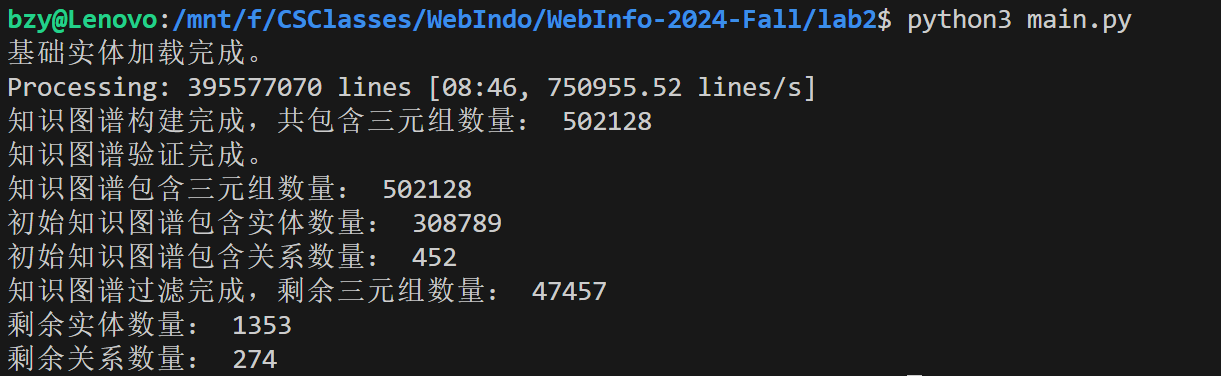 bzy@Lenovo:/mnt/f/CSClasses/WebIndo/WebInfo-2024-Fall/lab2$ python3 main.py
基础实体加载完成。
Processing: 395577070 lines [08:46, 750955.52 lines/s]
知识图谱构建完成，共包含三元组数量： 502128
知识图谱验证完成。
知识图谱包含三元组数量： 502128
初始知识图谱包含实体数量： 308789
初始知识图谱包含关系数量： 452
知识图谱过滤完成，剩余三元组数量： 47457
剩余实体数量： 1353
剩余关系数量： 274